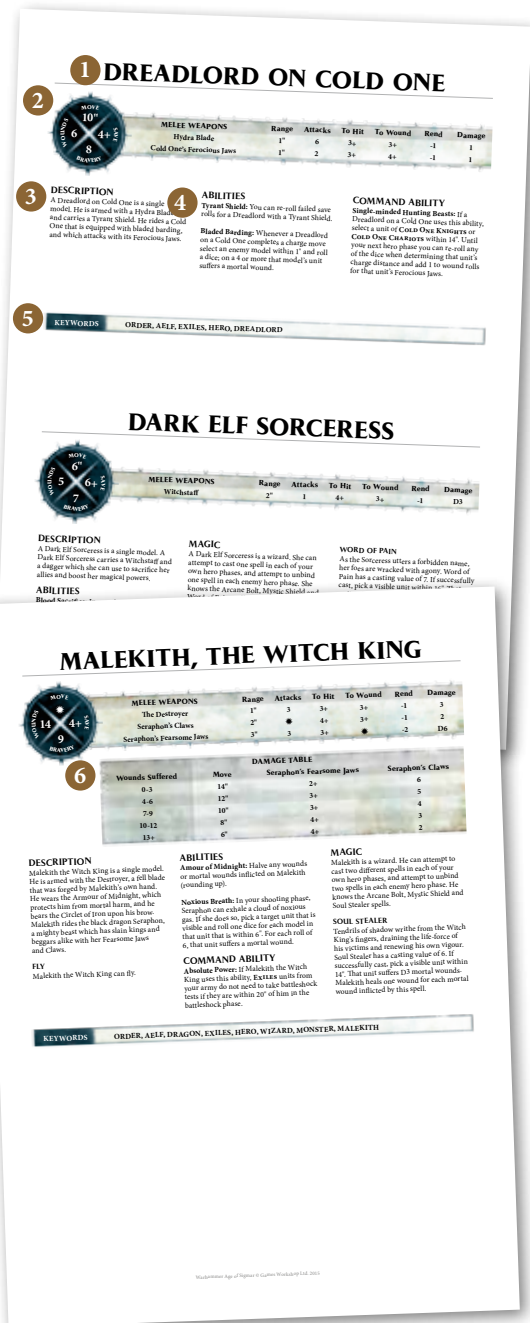 1 DREADLORD ON COLD ONE
2
MOVE
10"
WOUNDS 6 4+ SAVE
8
BRAVERY
MELEE WEAPONS Range Attacks To Hit To Wound Rend Damage
Hydra Blade 1" 6 3+ 3+ -1 1
Cold One's Ferocious Jaws 1" 2 3+ 4+ -1 1
3
DESCRIPTION
A Dreadlord on Cold One is a single
model. He is armed with a Hydra Blade
and carries a Tyrant Shield. He rides a Cold
One that is equipped with bladed barding,
and which attacks with its Ferocious Jaws.
4
ABILITIES
Tyrant Shield: You can re-roll failed save
rolls for a Dreadlord with a Tyrant Shield.
Bladed Barding: Whenever a Dreadlord
on a Cold One completes a charge move
select an enemy model within 1" and roll
a dice; on a 4 or more that model's unit
suffers a mortal wound.
COMMAND ABILITY
Single-minded Hunting Beasts: If a
Dreadlord on a Cold One uses this ability,
select a unit of COLD ONE KNIGHTS or
COLD ONE CHARIOTS within 14". Until
your next hero phase you can re-roll any
of the dice when determining that unit's
charge distance and add 1 to wound rolls
for that unit's Ferocious Jaws.
5
KEYWORDS ORDER, AELF, EXILES, HERO, DREADLORD
DARK ELF SORCERESS
MOVE
6"
WOUNDS 5 6+ SAVE
7
BRAVERY
MELEE WEAPONS Range Attacks To Hit To Wound Rend Damage
Witchstaff 2" 1 4+ 3+ -1 D3
DESCRIPTION
A Dark Elf Sorceress is a single model. A
Dark Elf Sorceress carries a Witchstaff and
a dagger which she can use to sacrifice her
allies and boost her magical powers.
ABILITIES
MAGIC
A Dark Elf Sorceress is a wizard. She can
attempt to cast one spell in each of your
own hero phases, and attempt to unbind
one spell in each enemy hero phase. She
knows the Arcane Bolt, Mystic Shield and
WORD OF PAIN
As the Sorceress utters a forbidden name,
her foes are wracked with agony. Word of
Pain has a casting value of 7. If successfully
cast, pick a visible unit within
MALEKITH, THE WITCH KING
MOVE
✹
WOUNDS 14 4+ SAVE
9
BRAVERY
MELEE WEAPONS Range Attacks To Hit To Wound Rend Damage
The Destroyer 1" 3 3+ 3+ -1 3
Seraphon's Claws 2" ✹ 4+ 3+ -1 2
Seraphon's Fearsome Jaws 3" 3 3+ ✹ -2 D6
6
DAMAGE TABLE
Wounds Suffered Move Seraphon's Fearsome Jaws Seraphon's Claws
0-3 14" 2+ 6
4-6 12" 3+ 5
7-9 10" 3+ 4
10-12 8" 4+ 3
13+ 6" 4+ 2
DESCRIPTION
Malekith the Witch King is a single model.
He is armed with the Destroyer, a fell blade
that was forged by Malekith's own hand.
He wears the Armour of Midnight, which
protects him from mortal harm, and he
bears the Circlet of Iron upon his brow.
Malekith rides the black dragon Seraphon,
a mighty beast which has slain kings and
beggars alike with her Fearsome Jaws
and Claws.
FLY
Malekith the Witch King can fly.
ABILITIES
Amour of Midnight: Halve any wounds
or mortal wounds inflicted on Malekith
(rounding up).
Noxious Breath: In your shooting phase,
Seraphon can exhale a cloud of noxious
gas. If she does so, pick a target unit that is
visible and roll one dice for each model in
that unit that is within 6". For each roll of
6, that unit suffers a mortal wound.
COMMAND ABILITY
Absolute Power: If Malekith the Witch
King uses this ability, EXILES units from
your army do not need to take battleshock
tests if they are within 20" of him in the
battleshock phase.
MAGIC
Malekith is a wizard. He can attempt to
cast two different spells in each of your
own hero phases, and attempt to unbind
two spells in each enemy hero phase. He
knows the Arcane Bolt, Mystic Shield and
Soul Stealer spells.
SOUL STEALER
Tendrils of shadow writhe from the Witch
King's fingers, draining the life-force of
his victims and renewing his own vigour.
Soul Stealer has a casting value of 6. If
successfully cast, pick a visible unit within
14". That unit suffers D3 mortal wounds.
Malekith heals one wound for each mortal
wound inflicted by this spell.
KEYWORDS ORDER, AELF, DRAGON, EXILES, HERO, WIZARD, MONSTER, MALEKITH
Warhammer: Age of Sigmar © Games Workshop Ltd. 2015